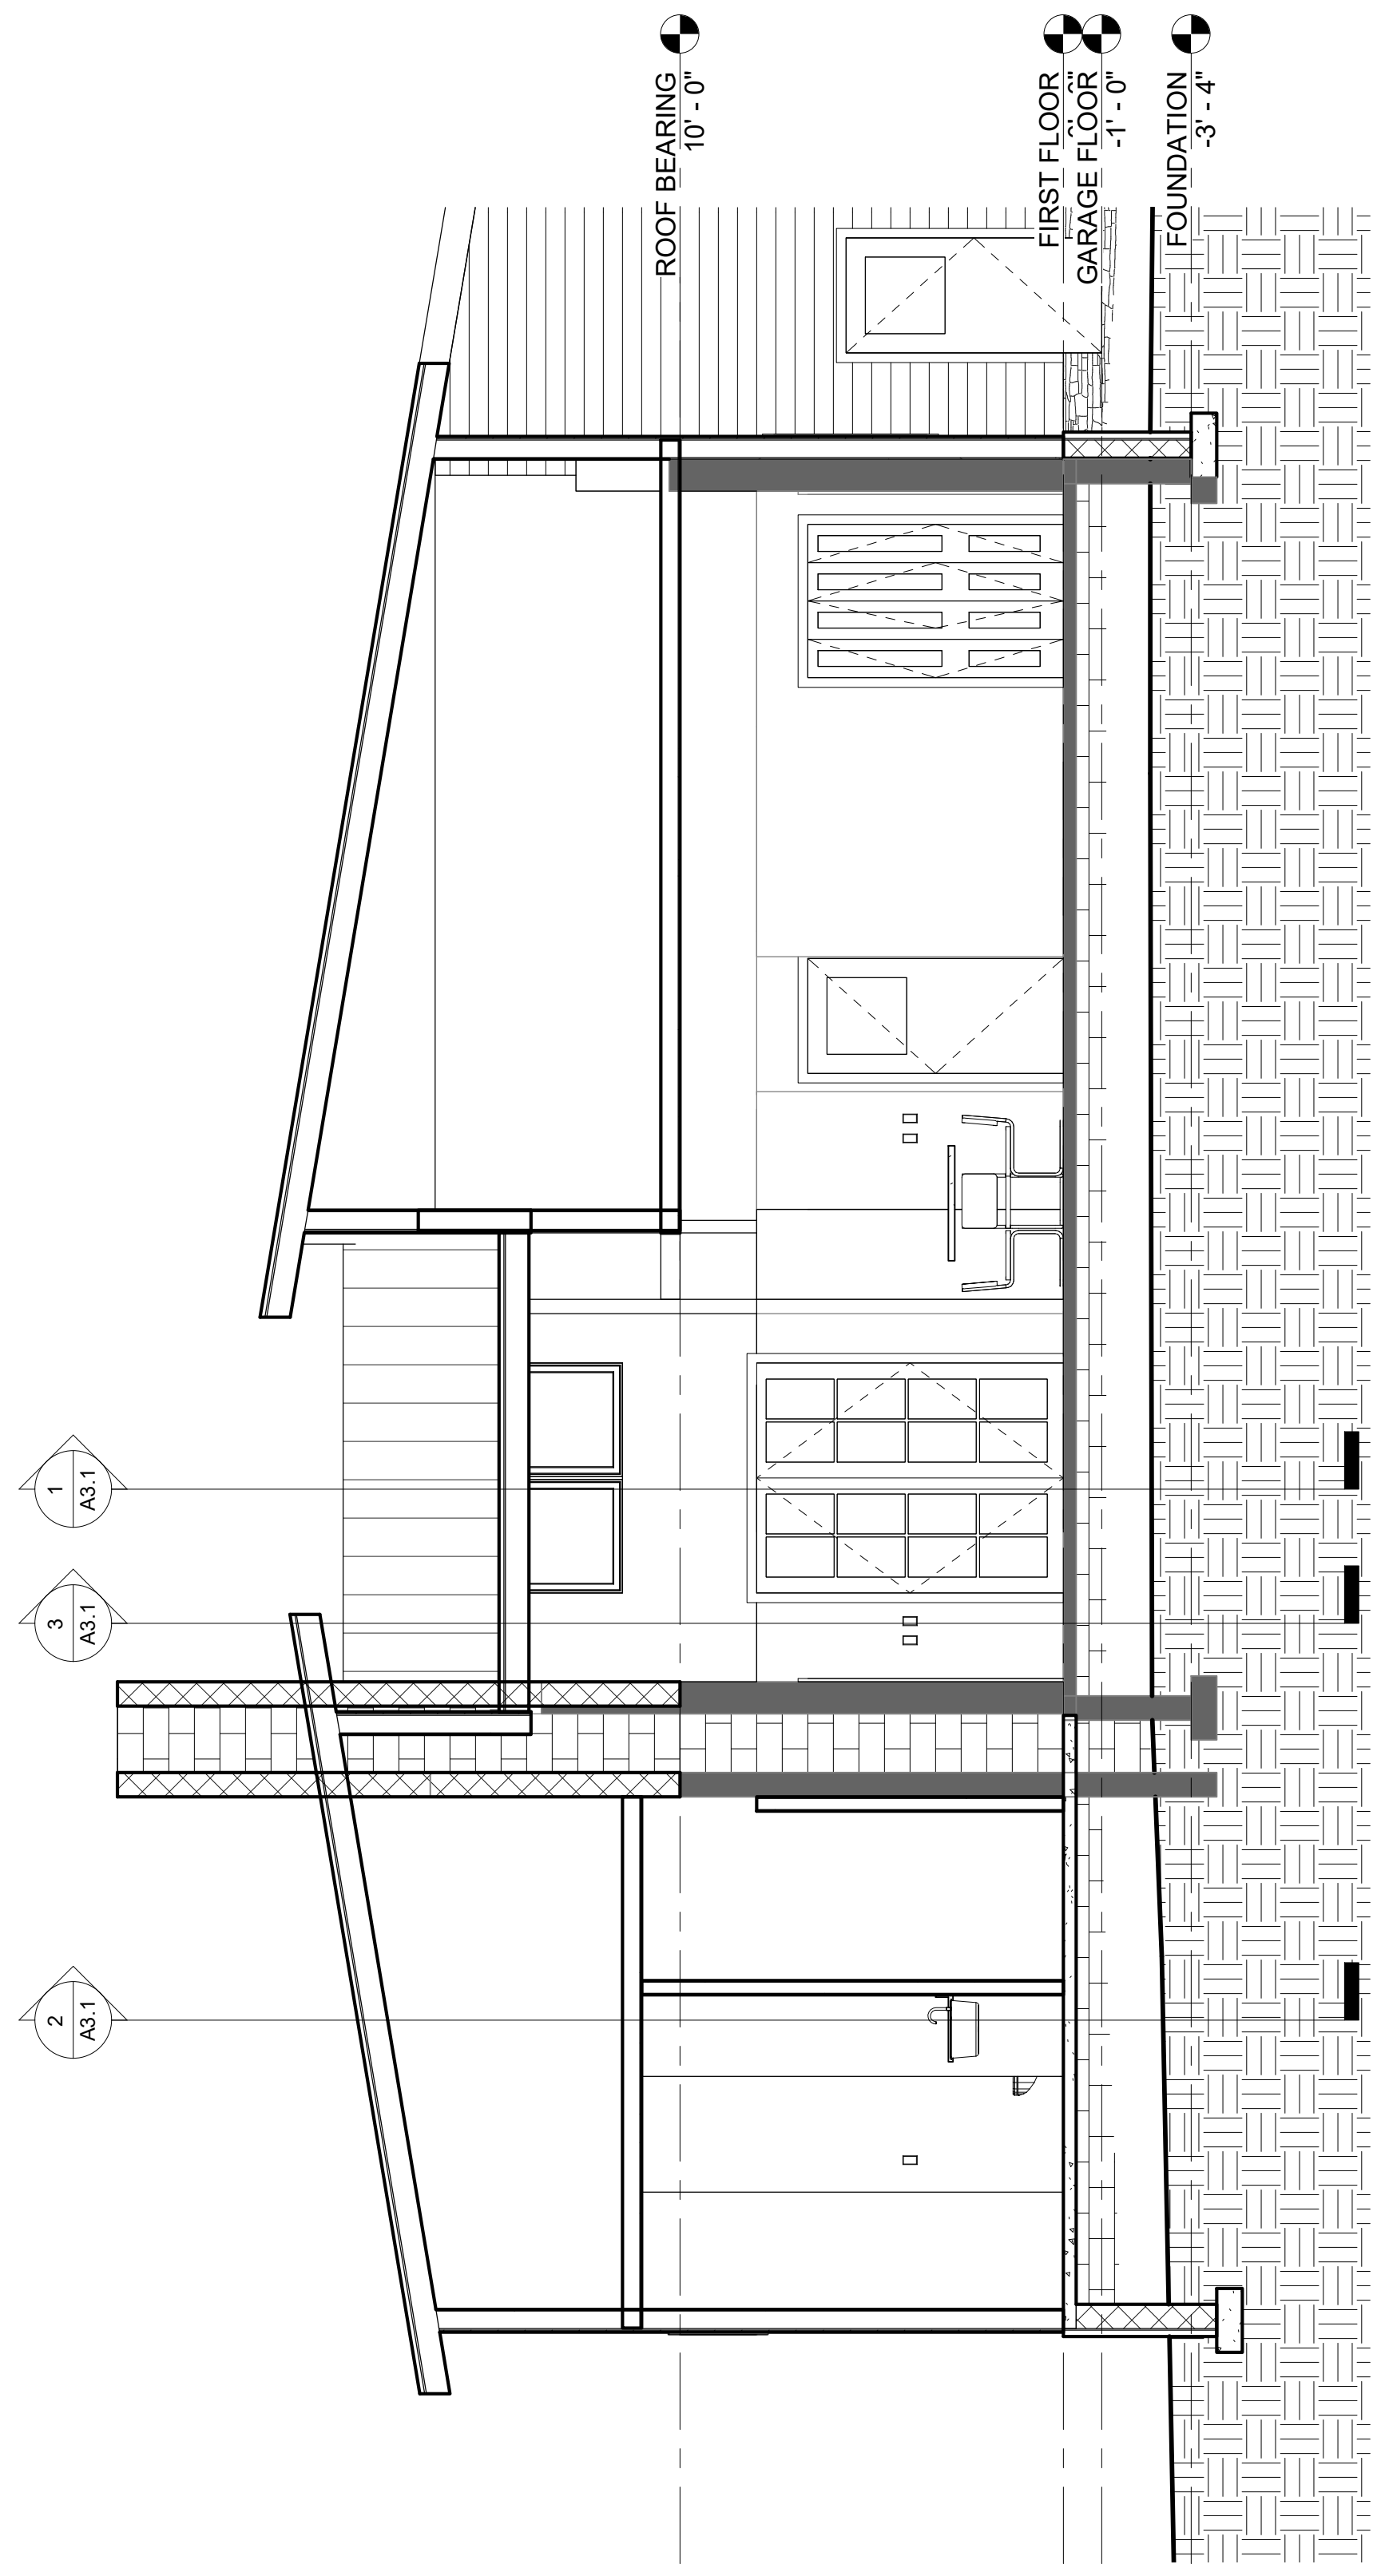 ROOF BEARING
10' - 0"
FIRST FLOOR
GARAGE FLOOR
-1' - 0"
FOUNDATION
-3' - 4"
1
A3.1
3
A3.1
2
A3.1